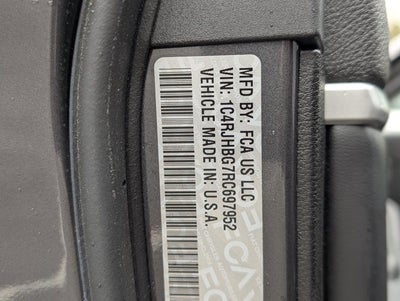 MFD BY: FCA US LLC
VIN: 1C4RJHBG7RC697952
VEHICLE MADE IN: U.S.A.